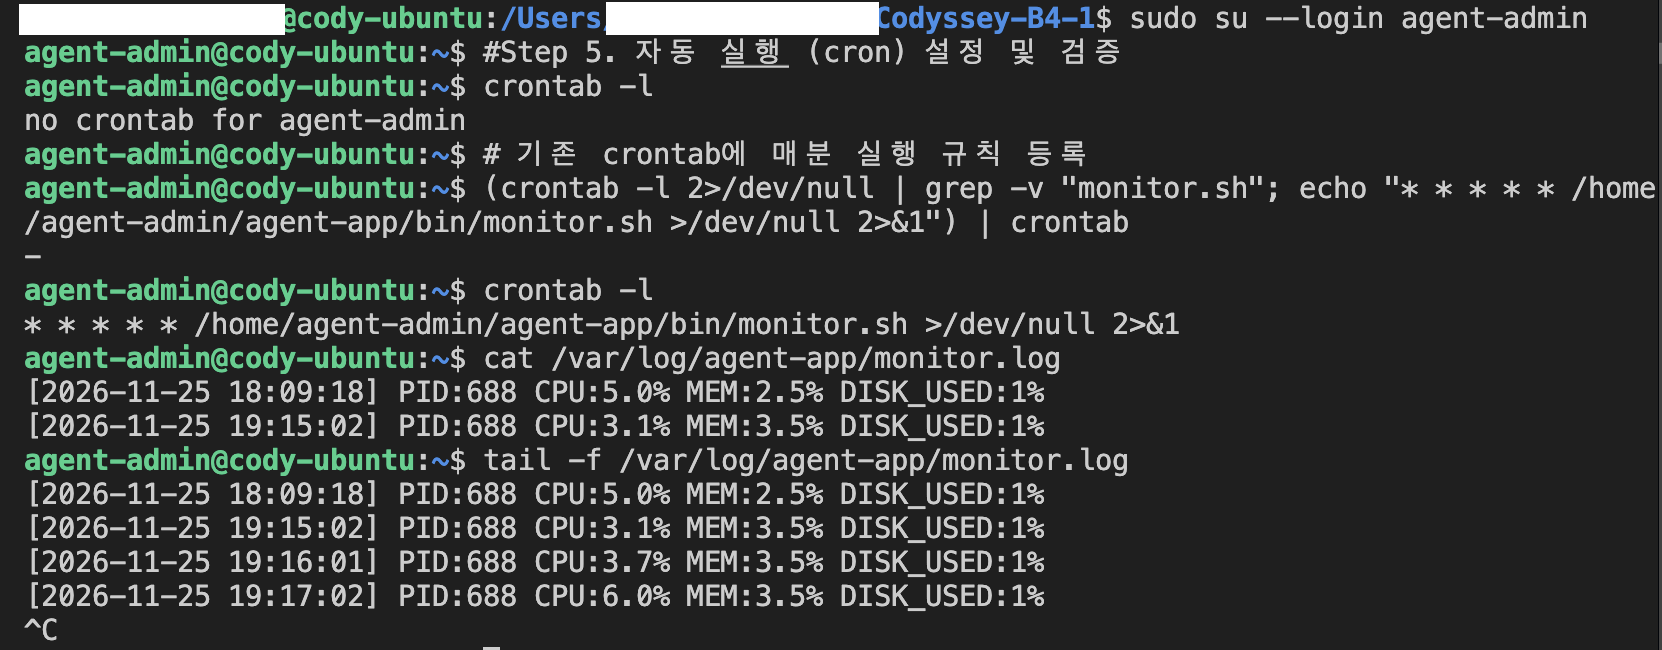 @cody-ubuntu:/Users/ Codyssey-B4-1$ sudo su --login agent-admin
agent-admin@cody-ubuntu:~$ #Step 5. 자동 실행 (cron) 설정 및 검증
agent-admin@cody-ubuntu:~$ crontab -l
no crontab for agent-admin
agent-admin@cody-ubuntu:~$ # 기존 crontab에 매분 실행 규칙 등록
agent-admin@cody-ubuntu:~$ (crontab -l 2>/dev/null | grep -v "monitor.sh"; echo "* * * * * /home
/agent-admin/agent-app/bin/monitor.sh >/dev/null 2>&1") | crontab
-
agent-admin@cody-ubuntu:~$ crontab -l
* * * * * /home/agent-admin/agent-app/bin/monitor.sh >/dev/null 2>&1
agent-admin@cody-ubuntu:~$ cat /var/log/agent-app/monitor.log
[2026-11-25 18:09:18] PID:688 CPU:5.0% MEM:2.5% DISK_USED:1%
[2026-11-25 19:15:02] PID:688 CPU:3.1% MEM:3.5% DISK_USED:1%
agent-admin@cody-ubuntu:~$ tail -f /var/log/agent-app/monitor.log
[2026-11-25 18:09:18] PID:688 CPU:5.0% MEM:2.5% DISK_USED:1%
[2026-11-25 19:15:02] PID:688 CPU:3.1% MEM:3.5% DISK_USED:1%
[2026-11-25 19:16:01] PID:688 CPU:3.7% MEM:3.5% DISK_USED:1%
[2026-11-25 19:17:02] PID:688 CPU:6.0% MEM:3.5% DISK_USED:1%
^C